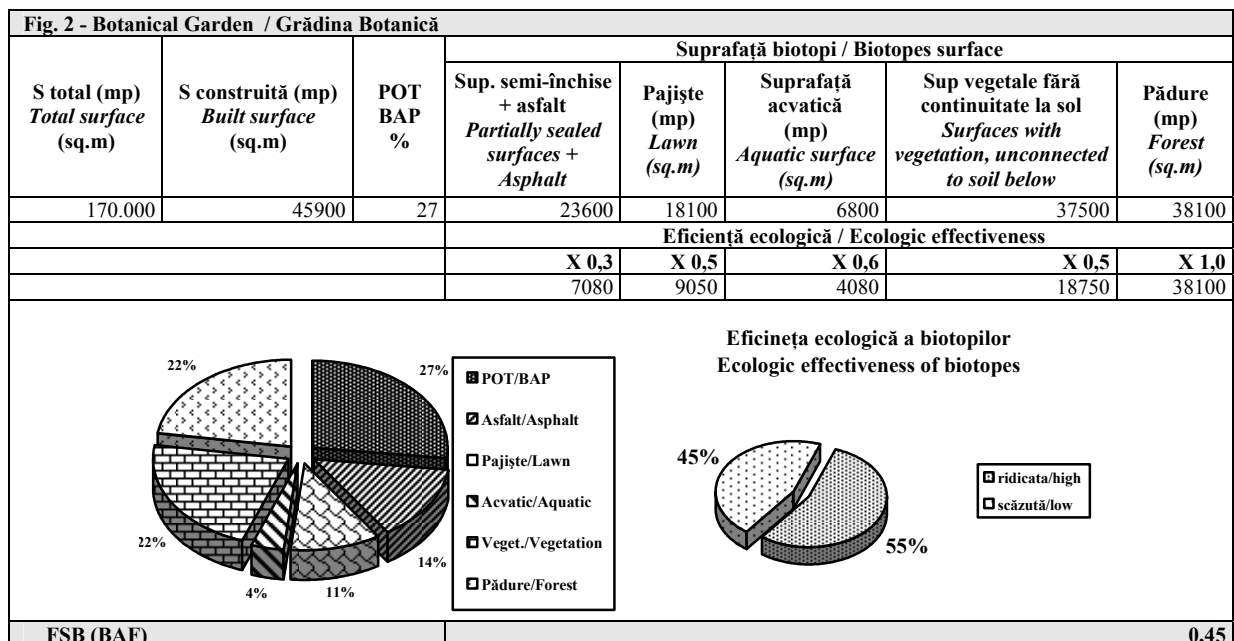 Fig. 2 - Botanical Garden / Grădina Botanică
S total (mp)
Total surface
(sq.m)
S construită (mp)
Built surface
(sq.m)
POT
BAP
%
Suprafață biotopi / Biotopes surface
Sup. semi-închise
+ asfalt
Partially sealed
surfaces +
Asphalt
Pajişte
(mp)
Lawn
(sq.m)
Suprafață
acvatică
(mp)
Aquatic surface
(sq.m)
Sup vegetale fără
continuitate la sol
Surfaces with
vegetation, unconnected
to soil below
Pădure
(mp)
Forest
(sq.m)
170.000 45900 27 23600 18100 6800 37500 38100
Eficiență ecologică / Ecologic effectiveness
X 0,3 X 0,5 X 0,6 X 0,5 X 1,0
7080 9050 4080 18750 38100
22%
27%
22%
4%
11%
14%
POT/BAP
Asfalt/Asphalt
Pajişte/Lawn
Acvatic/Aquatic
Veget./Vegetation
Pădure/Forest
Eficineța ecologică a biotopilor
Ecologic effectiveness of biotopes
45%
55%
ridicata/high
scăzută/low
FSB (BAF) 0,45